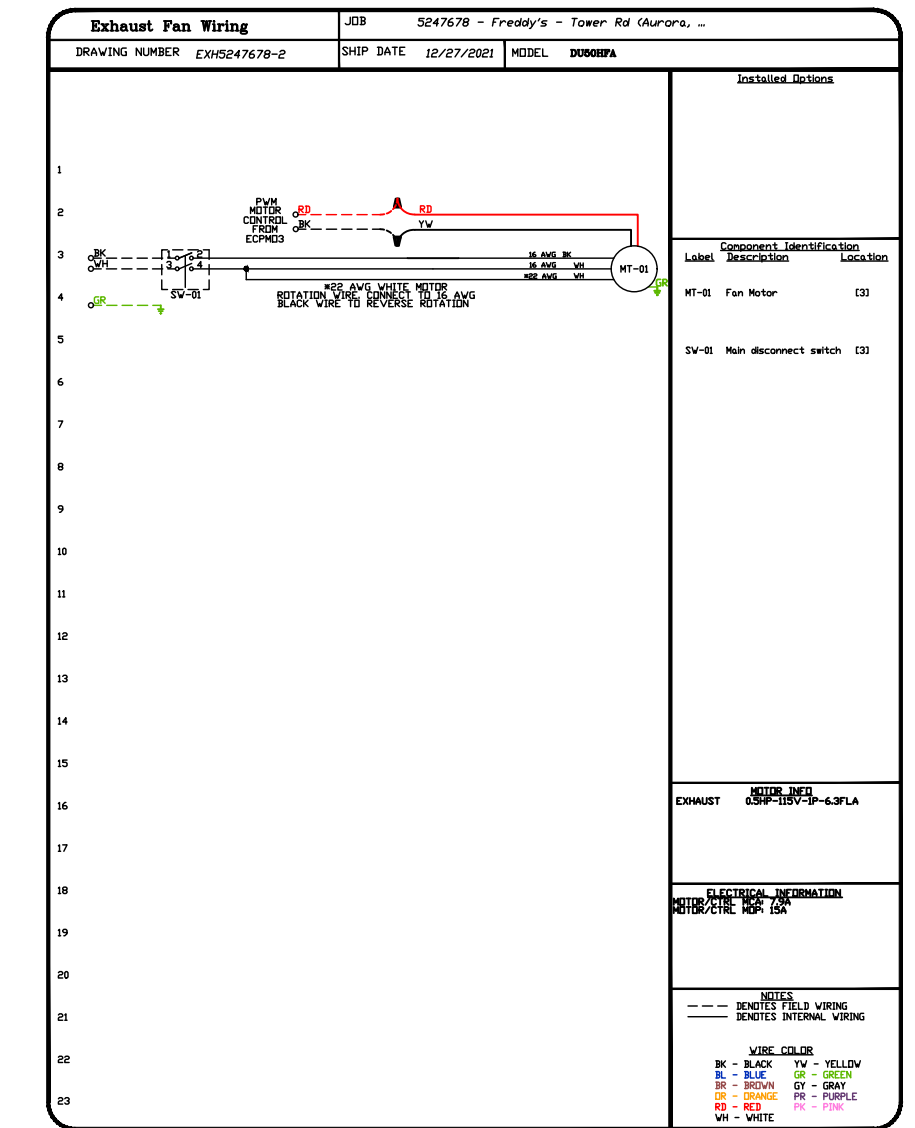 Exhaust Fan Wiring
JOB 5247678 - Freddy's - Tower Rd (Aurora, ...
DRAWING NUMBER EXH5247678-2
SHIP DATE 12/27/2021
MODEL DU50HFA
Installed Options
1
2
3
4
5
6
7
8
9
10
11
12
13
14
15
16
17
18
19
20
21
22
23
PWM
MOTOR
CONTROL
FROM
ECPM03
RD
RD
BK
YW
BK
WH
1 2
3 4
SW-01
16 AWG BK
16 AWG WH
*22 AWG WH
MT-01
GR
GR
*22 AWG WHITE MOTOR
ROTATION WIRE. CONNECT TO 16 AWG
BLACK WIRE TO REVERSE ROTATION
Component Identification
Label Description Location
MT-01 Fan Motor [3]
SW-01 Main disconnect switch [3]
MOTOR INFO
EXHAUST 0.5HP-115V-1P-6.3FLA
ELECTRICAL INFORMATION
MOTOR/CTRL MCA: 7.9A
MOTOR/CTRL MOP: 15A
NOTES
DENOTES FIELD WIRING
DENOTES INTERNAL WIRING
WIRE COLOR
BK - BLACK YW - YELLOW
BL - BLUE GR - GREEN
BR - BROWN GY - GRAY
OR - ORANGE PR - PURPLE
RD - RED PK - PINK
WH - WHITE